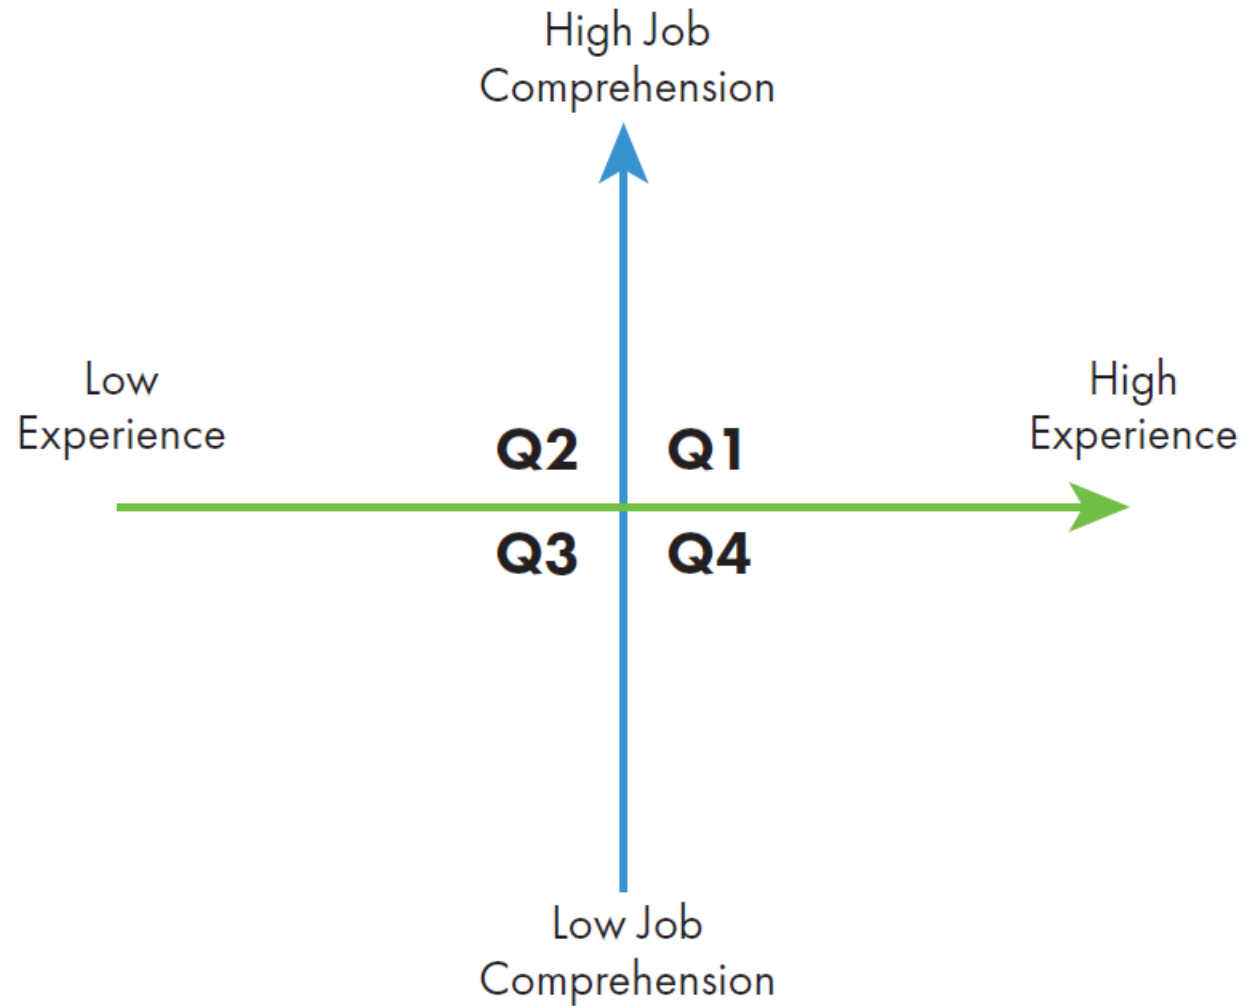 High Job
Comprehension
Low
Experience
High
Experience
Q2 Q1
Q3 Q4
Low Job
Comprehension